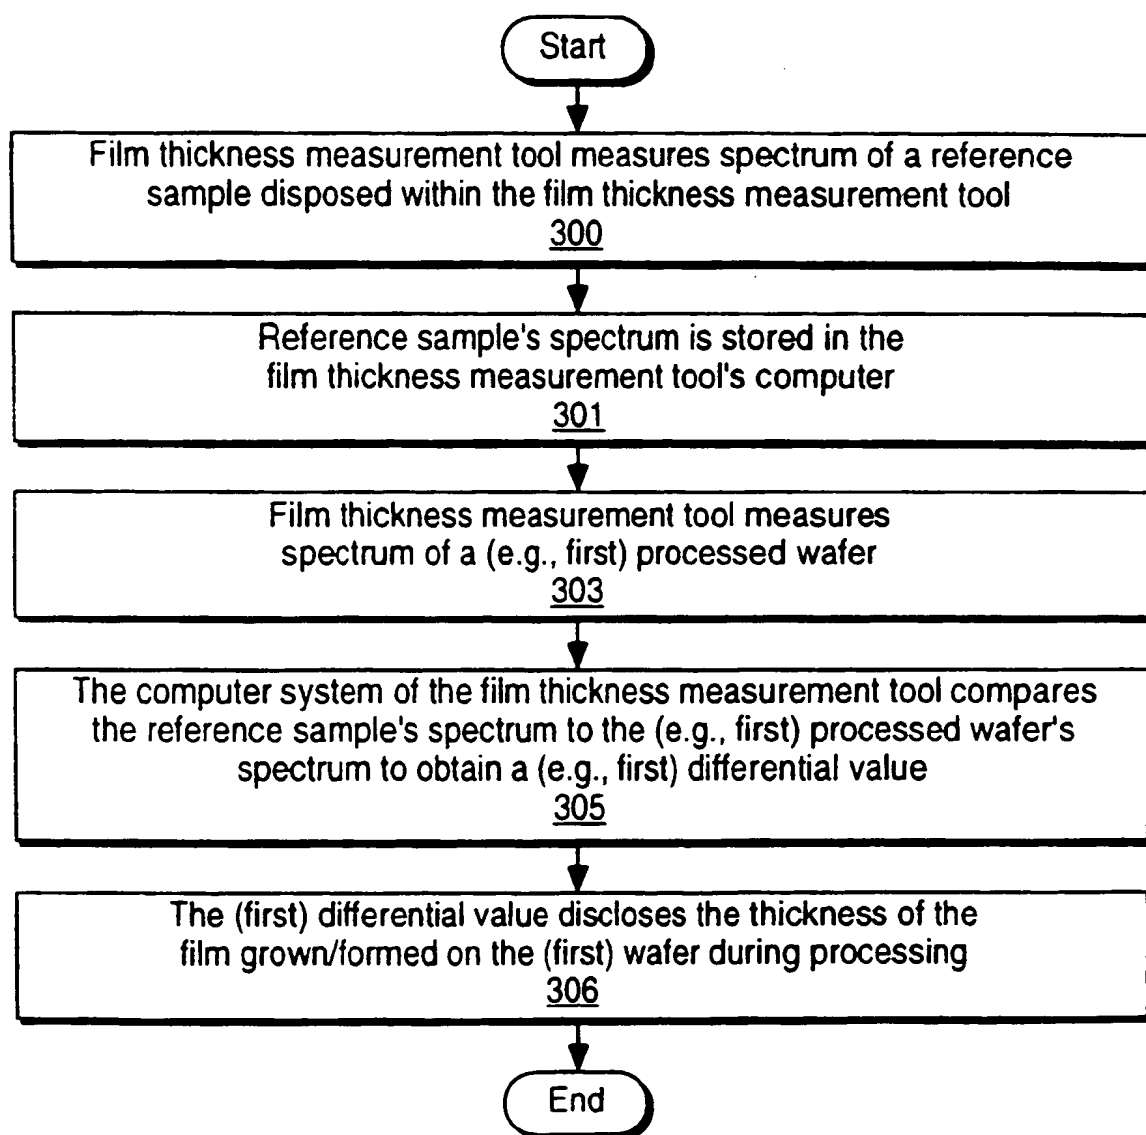 Start
Film thickness measurement tool measures spectrum of a reference
sample disposed within the film thickness measurement tool
300
Reference sample's spectrum is stored in the
film thickness measurement tool's computer
301
Film thickness measurement tool measures
spectrum of a (e.g., first) processed wafer
303
The computer system of the film thickness measurement tool compares
the reference sample's spectrum to the (e.g., first) processed wafer's
spectrum to obtain a (e.g., first) differential value
305
The (first) differential value discloses the thickness of the
film grown/formed on the (first) wafer during processing
306
End